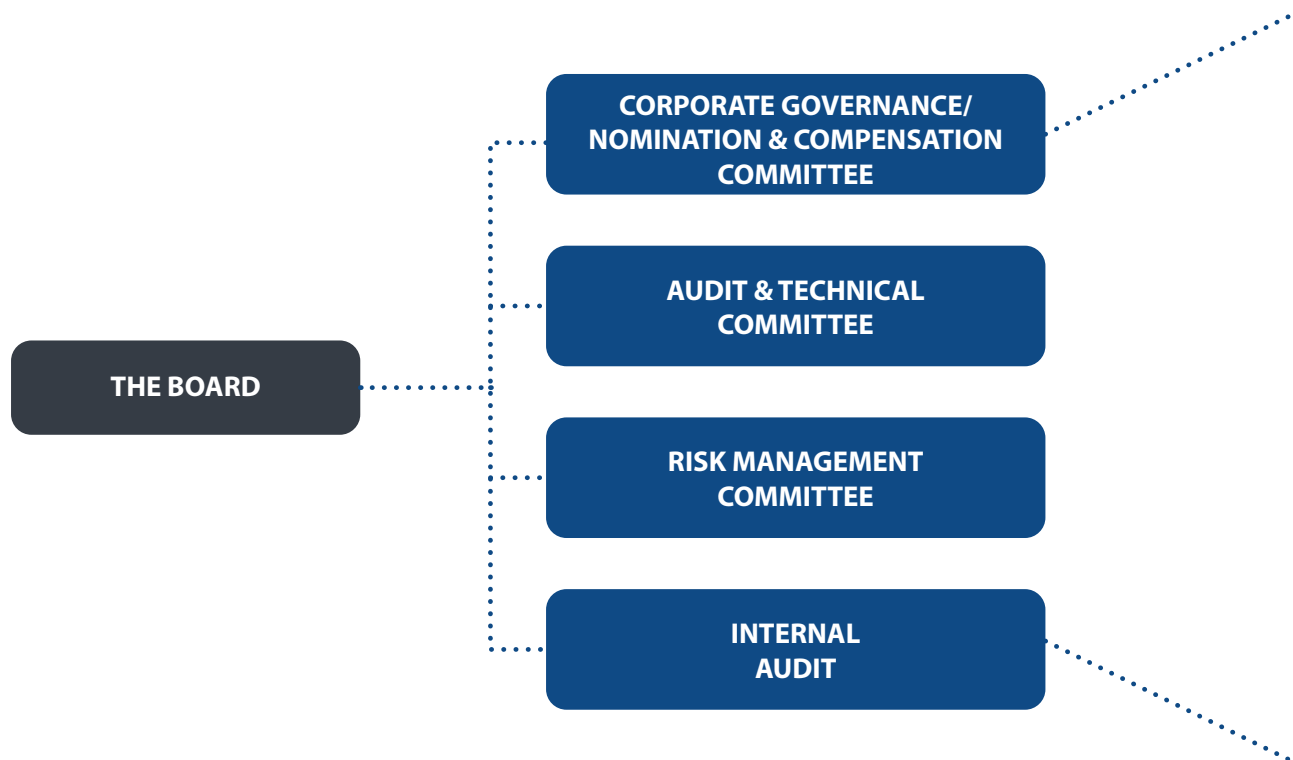 CORPORATE GOVERNANCE/
NOMINATION & COMPENSATION
COMMITTEE
AUDIT & TECHNICAL
COMMITTEE
THE BOARD
RISK MANAGEMENT
COMMITTEE
INTERNAL
AUDIT